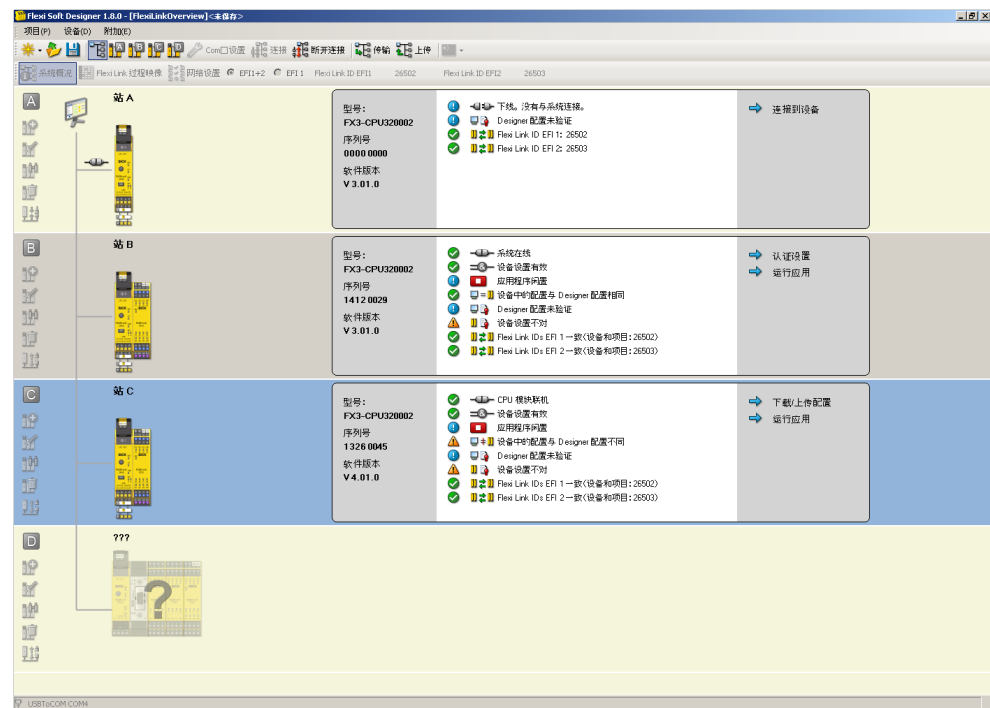 Flexi Soft Designer 1.8.0 - [FlexiLinkOverview]<未保存>
项目(P) 设备(D) 附加(E)
Com口设置 连接 断开连接 传输 上传
系统概况 Flexi Link 过程映像 网络设置 EFI1+2 EFI 1 Flexi Link ID EFI1 26502 Flexi Link ID EFI2 26503
A
站 A
型号:
FX3-CPU320002
序列号
0000 0000
软件版本
V 3.01.0
下线。没有与系统连接。
Designer 配置未验证
Flexi Link ID EFI 1: 26502
Flexi Link ID EFI 2: 26503
连接到设备
B
站 B
型号:
FX3-CPU320002
序列号
1412 0029
软件版本
V 3.01.0
系统在线
设备设置有效
应用程序闲置
设备中的配置与 Designer 配置相同
Designer 配置未验证
设备设置不对
Flexi Link IDs EFI 1 一致(设备和项目:26502)
Flexi Link IDs EFI 2 一致(设备和项目:26503)
认证设置
运行应用
C
站 C
型号:
FX3-CPU320002
序列号
1326 0045
软件版本
V 4.01.0
CPU 模块联机
设备设置有效
应用程序闲置
设备中的配置与 Designer 配置不同
Designer 配置未验证
设备设置不对
Flexi Link IDs EFI 1 一致(设备和项目:26502)
Flexi Link IDs EFI 2 一致(设备和项目:26503)
下载/上传配置
运行应用
D
???
?
USBToCOM COM4